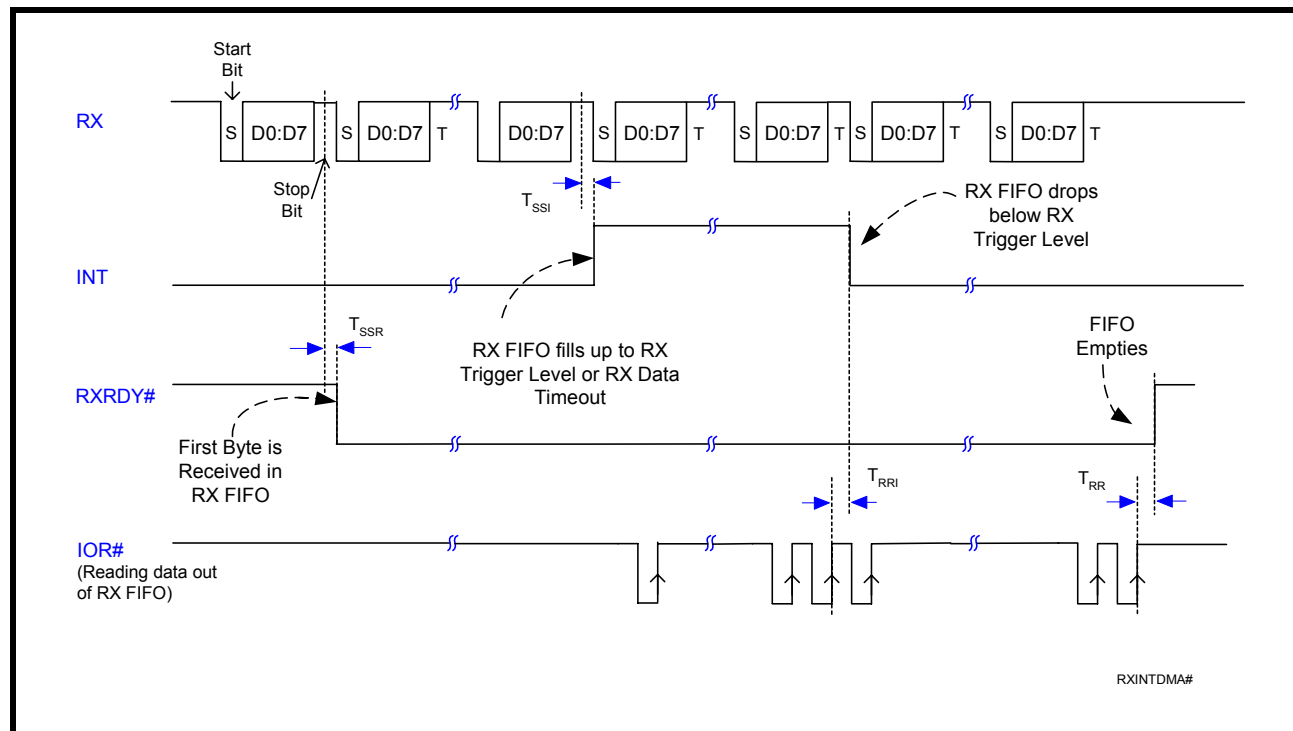 Start
Bit
RX
S D0:D7 S D0:D7 T D0:D7 S D0:D7 T S D0:D7 T S D0:D7 T S D0:D7 T
Stop
Bit
TSSI
RX FIFO drops
below RX
Trigger Level
INT
TSSR
RX FIFO fills up to RX
Trigger Level or RX Data
Timeout
FIFO
Empties
RXRDY#
First Byte is
Received in
RX FIFO
TRRI
TRR
IOR#
(Reading data out
of RX FIFO)
RXINTDMA#